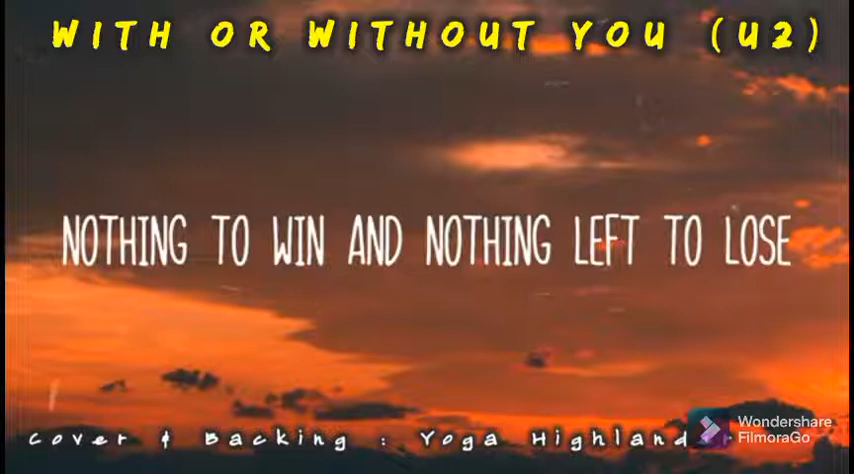 WITH OR WITHOUT YOU (U2)
NOTHING TO WIN AND NOTHING LEFT TO LOSE
Cover & Backing : Yoga Highland
Wondershare
FilmoraGo